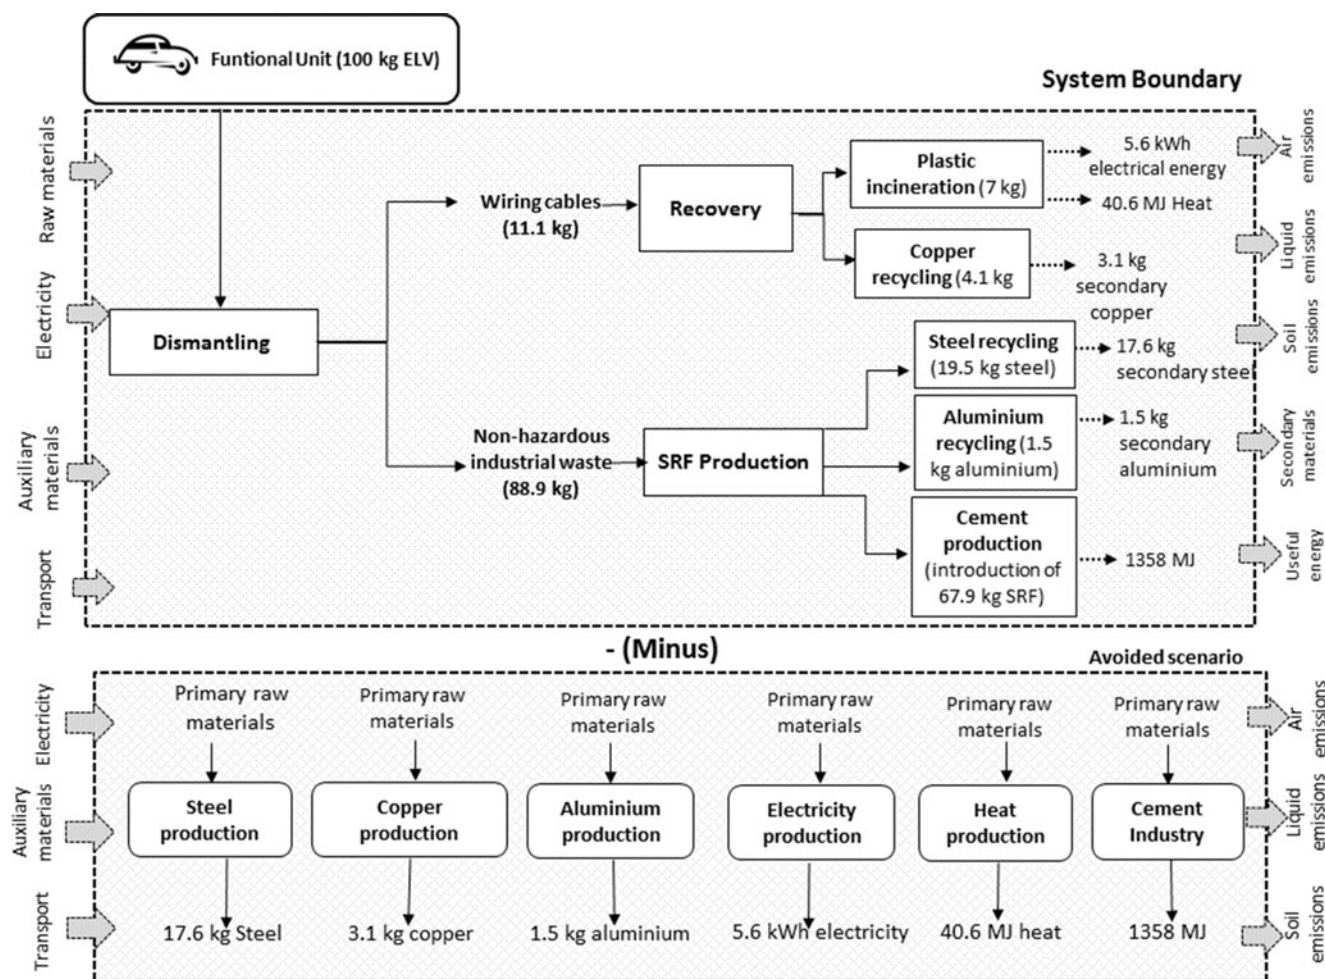 Funtional Unit (100 kg ELV)
System Boundary
Raw materials
Electricity
Auxiliary
materials
Transport
Dismantling
Wiring cables
(11.1 kg)
Recovery
Plastic
incineration (7 kg)
5.6 kWh
electrical energy
40.6 MJ Heat
Copper
recycling (4.1 kg
3.1 kg
secondary
copper
Non-hazardous
industrial waste
(88.9 kg)
SRF Production
Steel recycling
(19.5 kg steel)
17.6 kg
secondary steel
Aluminium
recycling (1.5
kg aluminium)
1.5 kg
secondary
aluminium
Cement
production
(introduction of
67.9 kg SRF)
1358 MJ
Air
emissions
Liquid
emissions
Soil
emissions
Secondary
materials
Useful
energy
- (Minus)
Avoided scenario
Electricity
Auxiliary
materials
Transport
Primary raw
materials
Steel
production
17.6 kg Steel
Primary raw
materials
Copper
production
3.1 kg copper
Primary raw
materials
Aluminium
production
1.5 kg aluminium
Primary raw
materials
Electricity
production
5.6 kWh electricity
Primary raw
materials
Heat
production
40.6 MJ heat
Primary raw
materials
Cement
Industry
1358 MJ
Air
emissions
Liquid
emissions
Soil
emissions